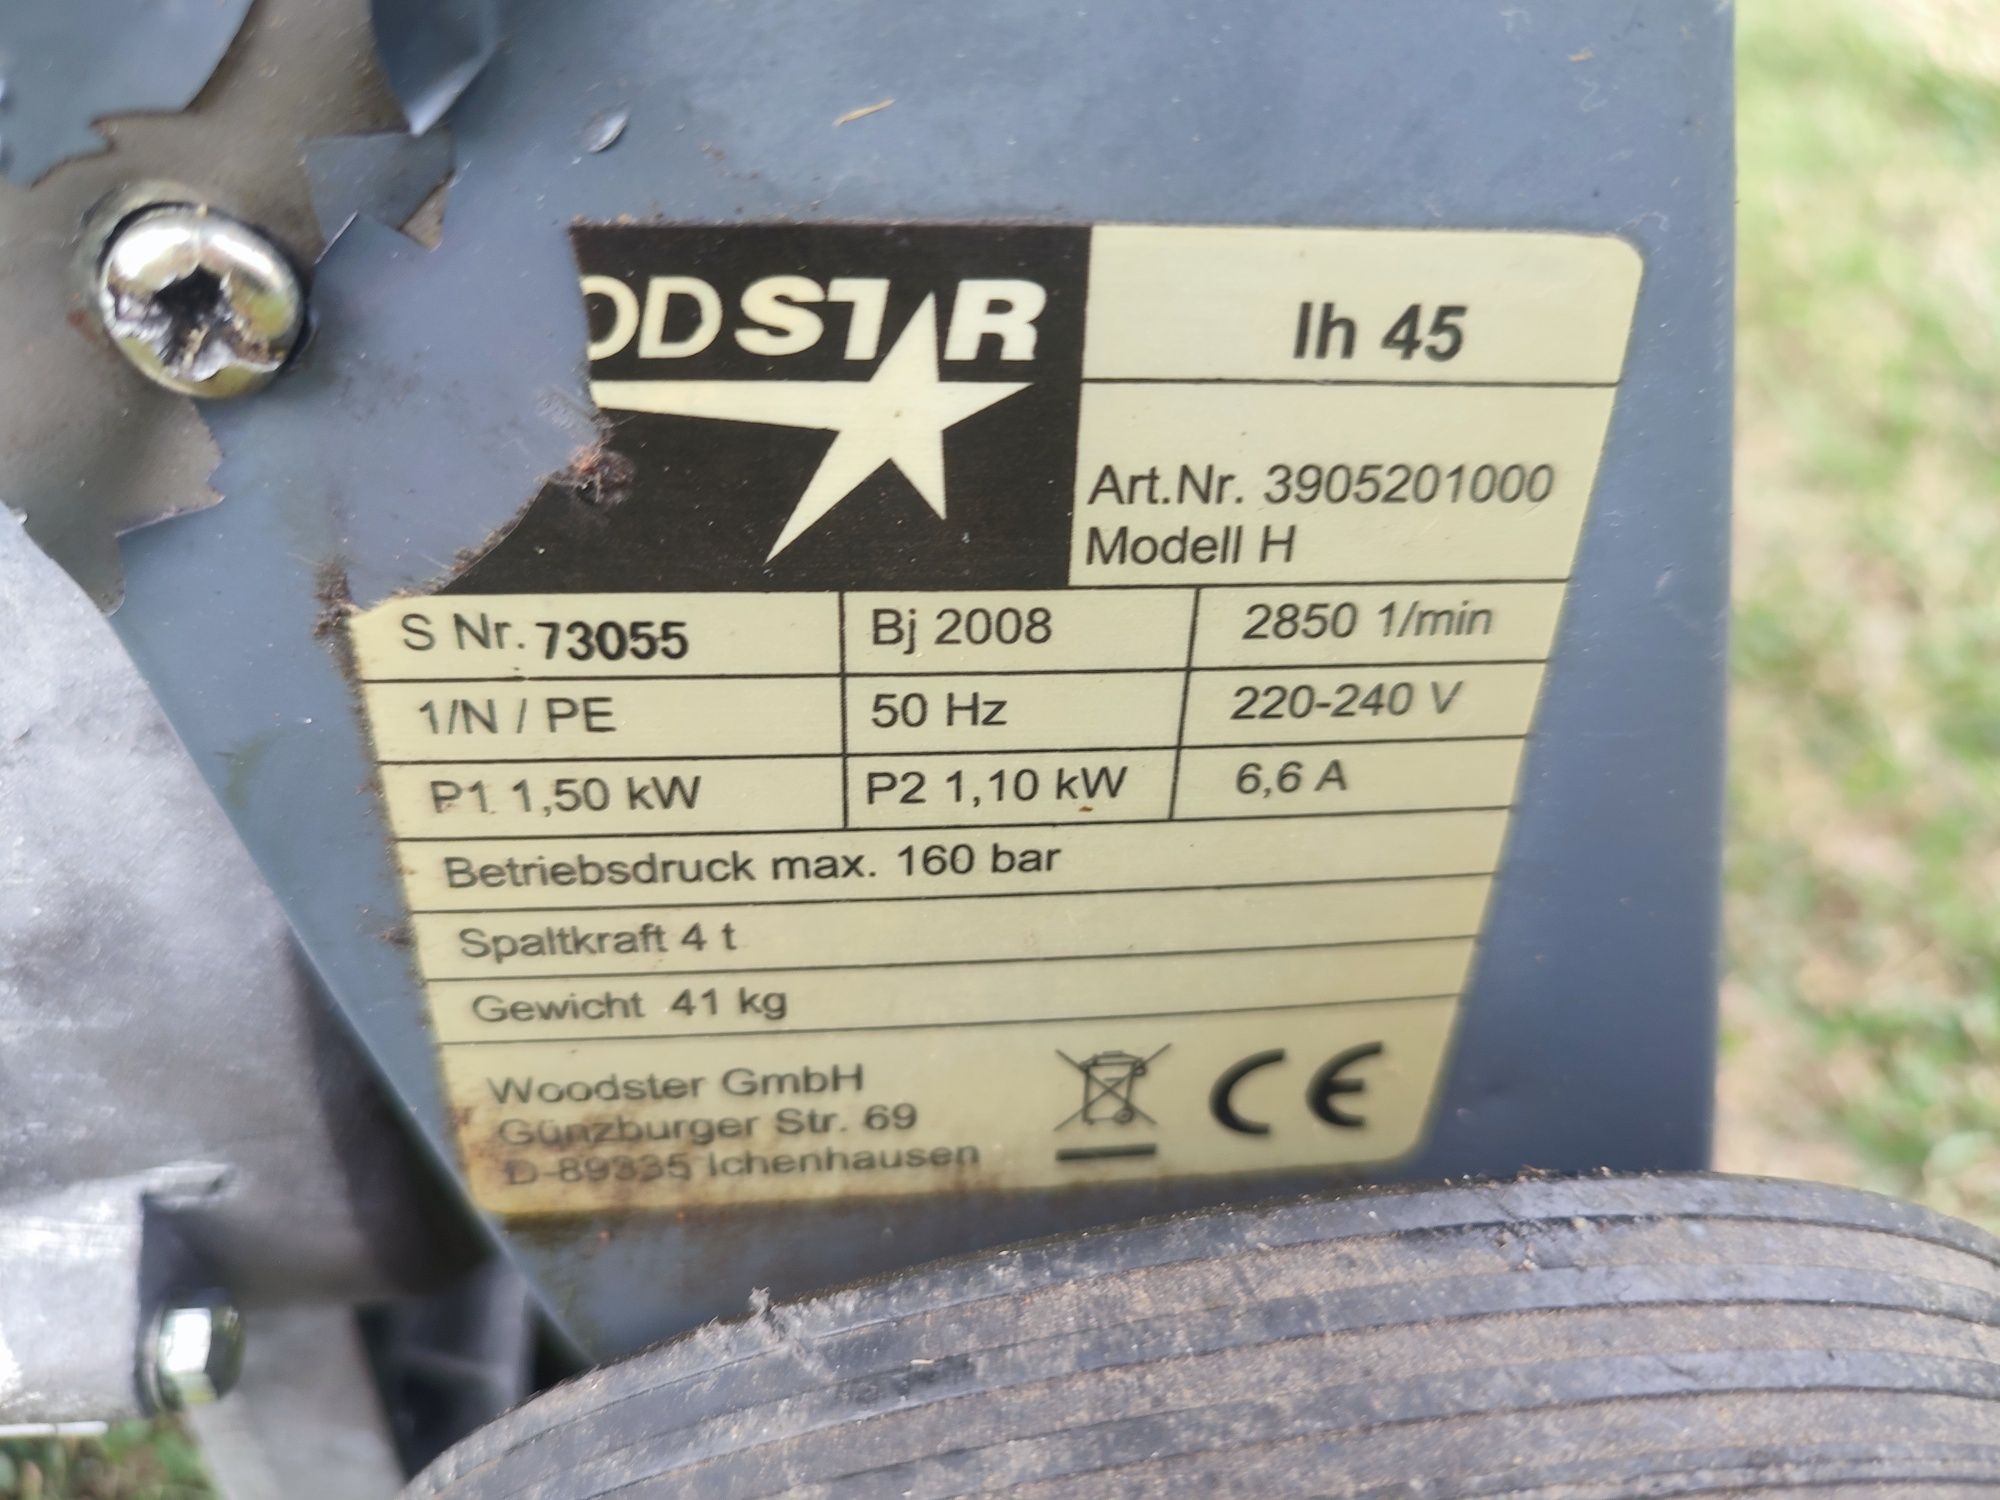 OODSTAR
lh 45
Art.Nr. 3905201000
Modell H
S Nr. 73055
Bj 2008
2850 1/min
1/N / PE
50 Hz
220-240 V
P1 1,50 kW
P2 1,10 kW
6,6 A
Betriebsdruck max. 160 bar
Spaltkraft 4 t
Gewicht 41 kg
Woodster GmbH
Günzburger Str. 69
D-89335 Ichenhausen
CE